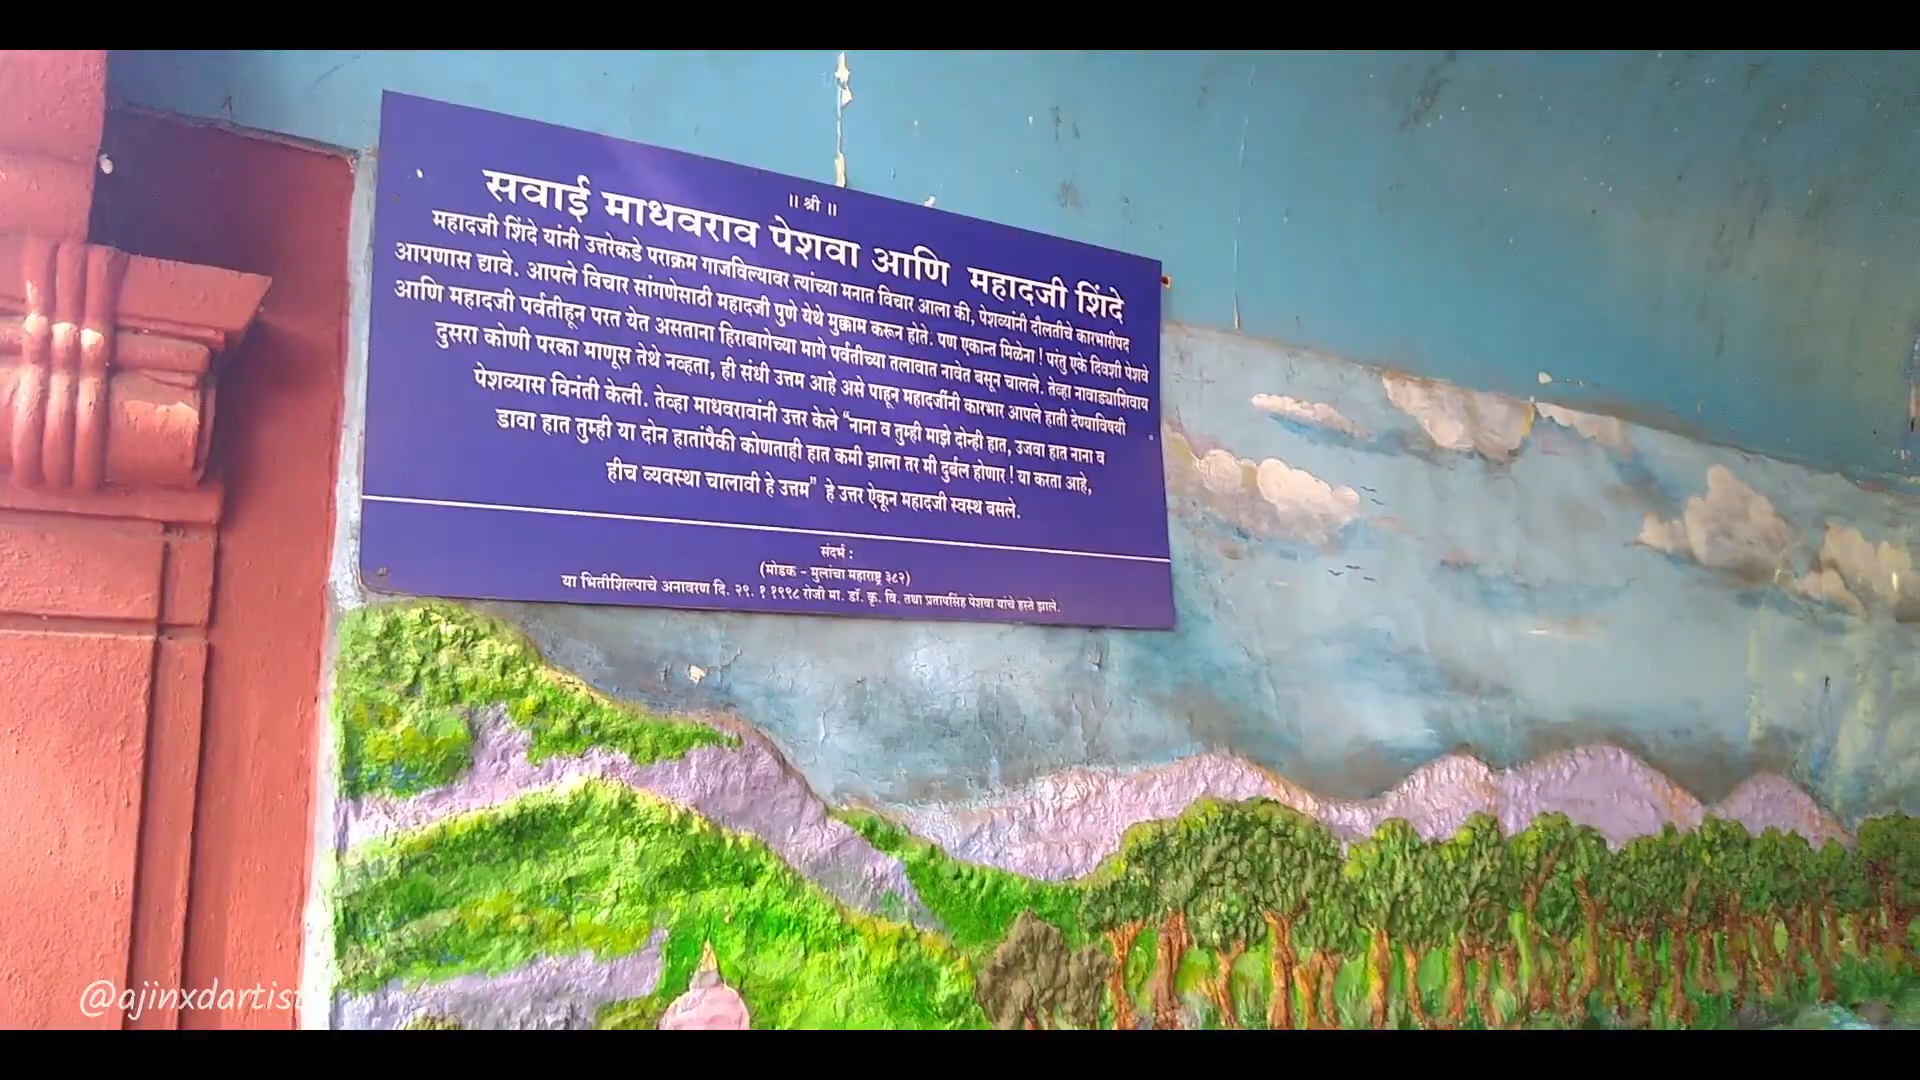 ॥ श्री ॥
सवाई माधवराव पेशवा आणि महादजी शिंदे
महादजी शिंदे यांनी उत्तरेकडे पराक्रम गाजविल्यावर त्यांच्या मनात विचार आला की, पेशव्यांनी दौलतीचे कारभारीपद
आपणास द्यावे. आपले विचार सांगणेसाठी महादजी पुणे येथे मुक्काम करून होते. पण एकान्त मिळेना ! परंतु एके दिवशी पेशवे
आणि महादजी पर्वतीहून परत येत असताना हिराबागेच्या मागे पर्वतीच्या तलावात नावेत बसून चालले. तेव्हा नावाड्याशिवाय
दुसरा कोणी परका माणूस तेथे नव्हता, ही संधी उत्तम आहे असे पाहून महादजींनी कारभार आपले हाती देण्याविषयी
पेशव्यास विनंती केली. तेव्हा माधवरावांनी उत्तर केले “नाना व तुम्ही माझे दोन्ही हात, उजवा हात नाना व
डावा हात तुम्ही या दोन हातांपैकी कोणताही हात कमी झाला तर मी दुर्बल होणार ! या करता आहे,
हीच व्यवस्था चालावी हे उत्तम” हे उत्तर ऐकून महादजी स्वस्थ बसले.
संदर्भ :
(मोडक - मुलांचा महाराष्ट्र ३८२)
या भितीशिल्पाचे अनावरण दि. २९. १ १९९८ रोजी मा. डॉ. कृ. वि. तथा प्रतापसिंह पेशवा यांचे हस्ते झाले.
@ajinxdartist